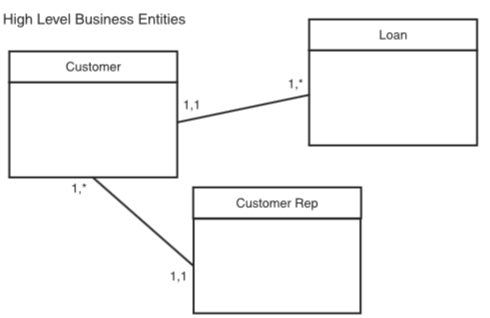 High Level Business Entities
Loan
Customer
1,*
1,1
1,*
Customer Rep
1,1